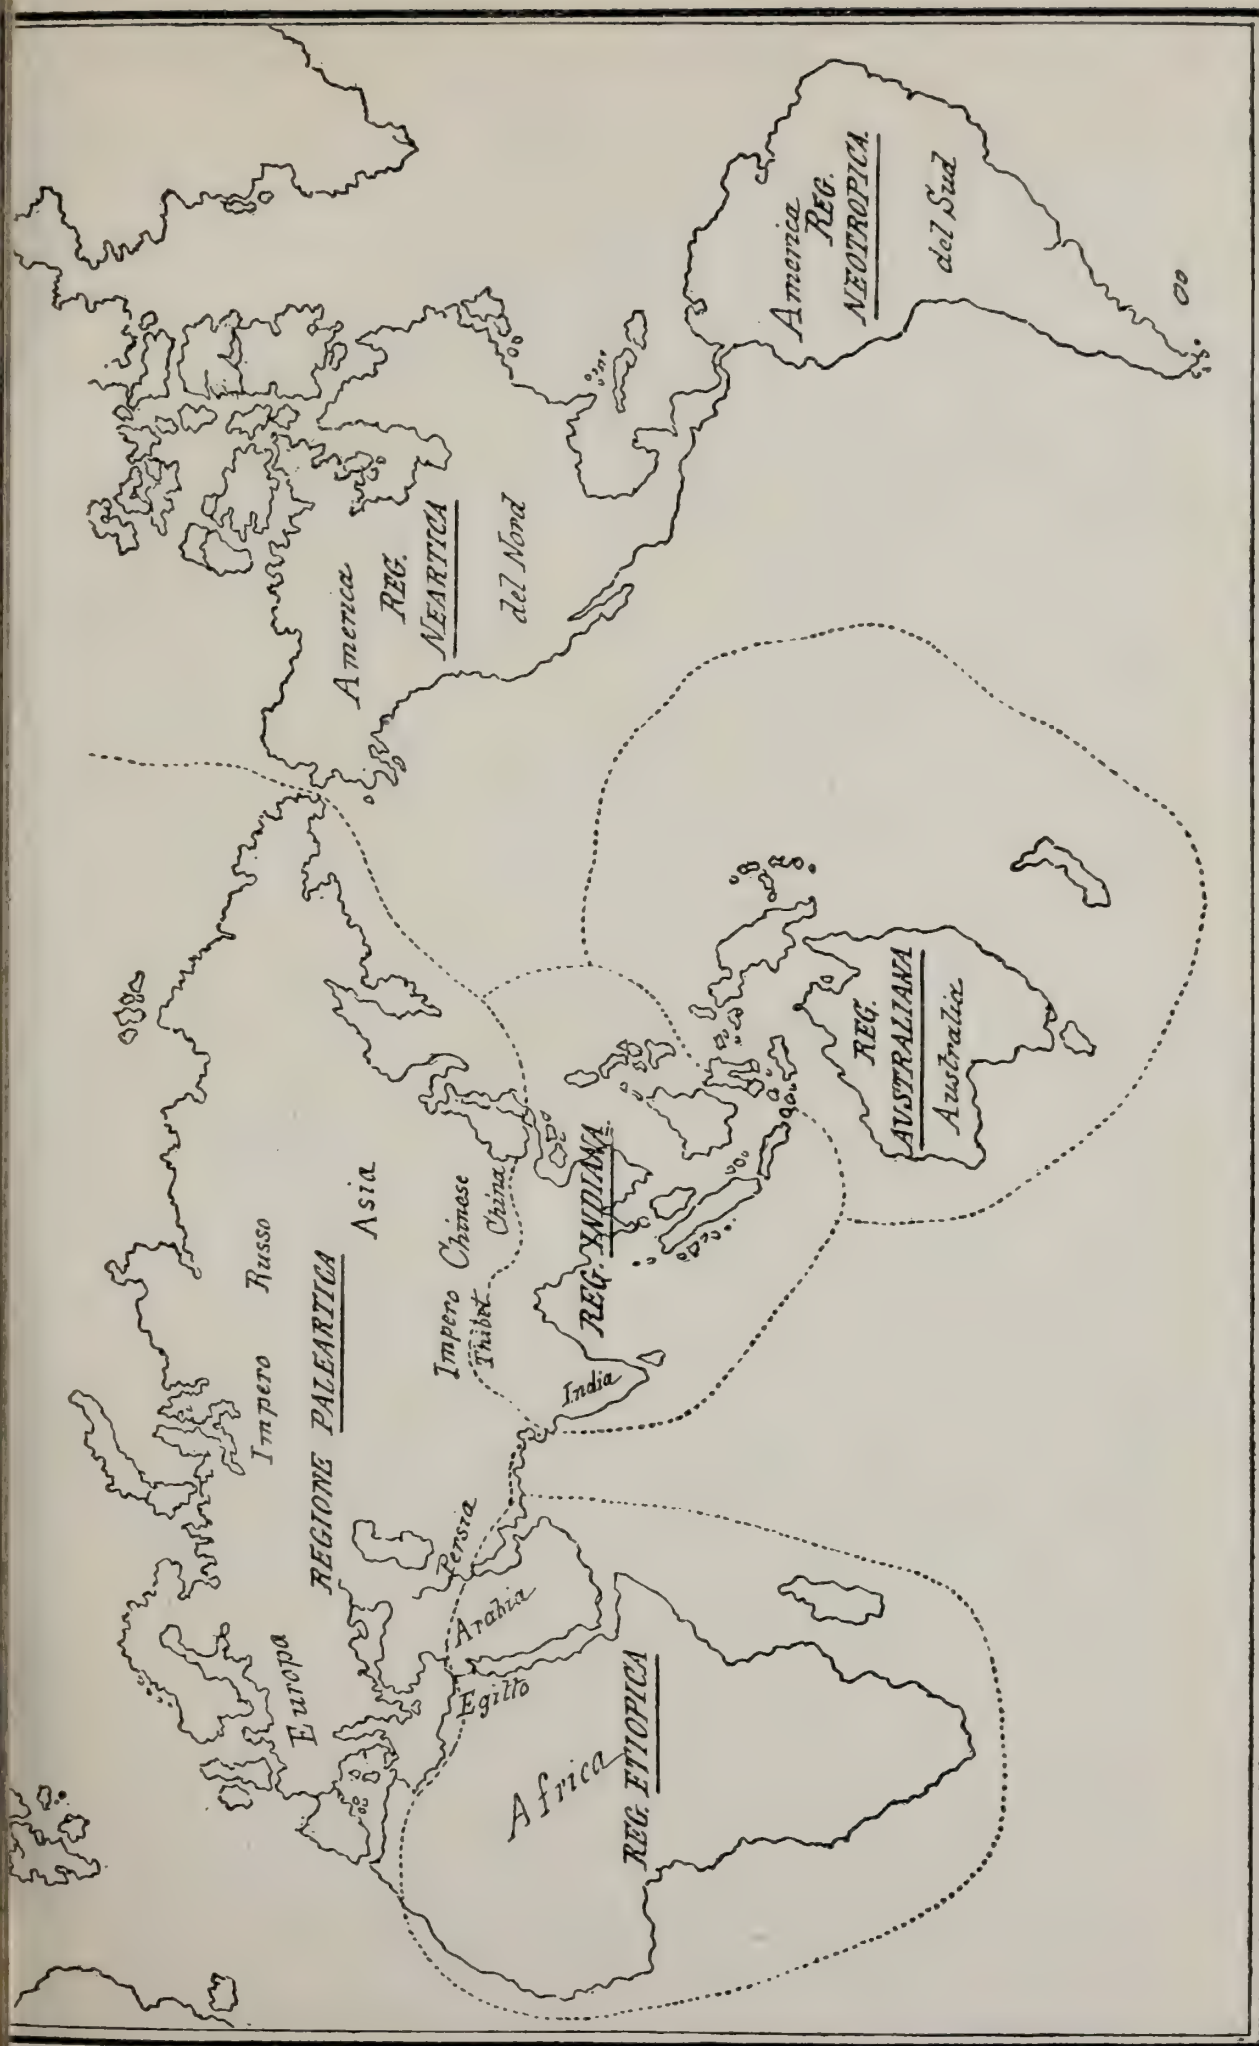 Impero Russo
Europa
REGIONE PALEARTICA
Asia
Impero Chinese
Thibet
China
Persia
Arabia
Egitto
Africa
REG. ETIOPICA
India
REG. INDIANA
REG.
AUSTRALIANA
Australia
America
REG.
NEARTICA
del Nord
America
REG.
NEOTROPICA
del Sud